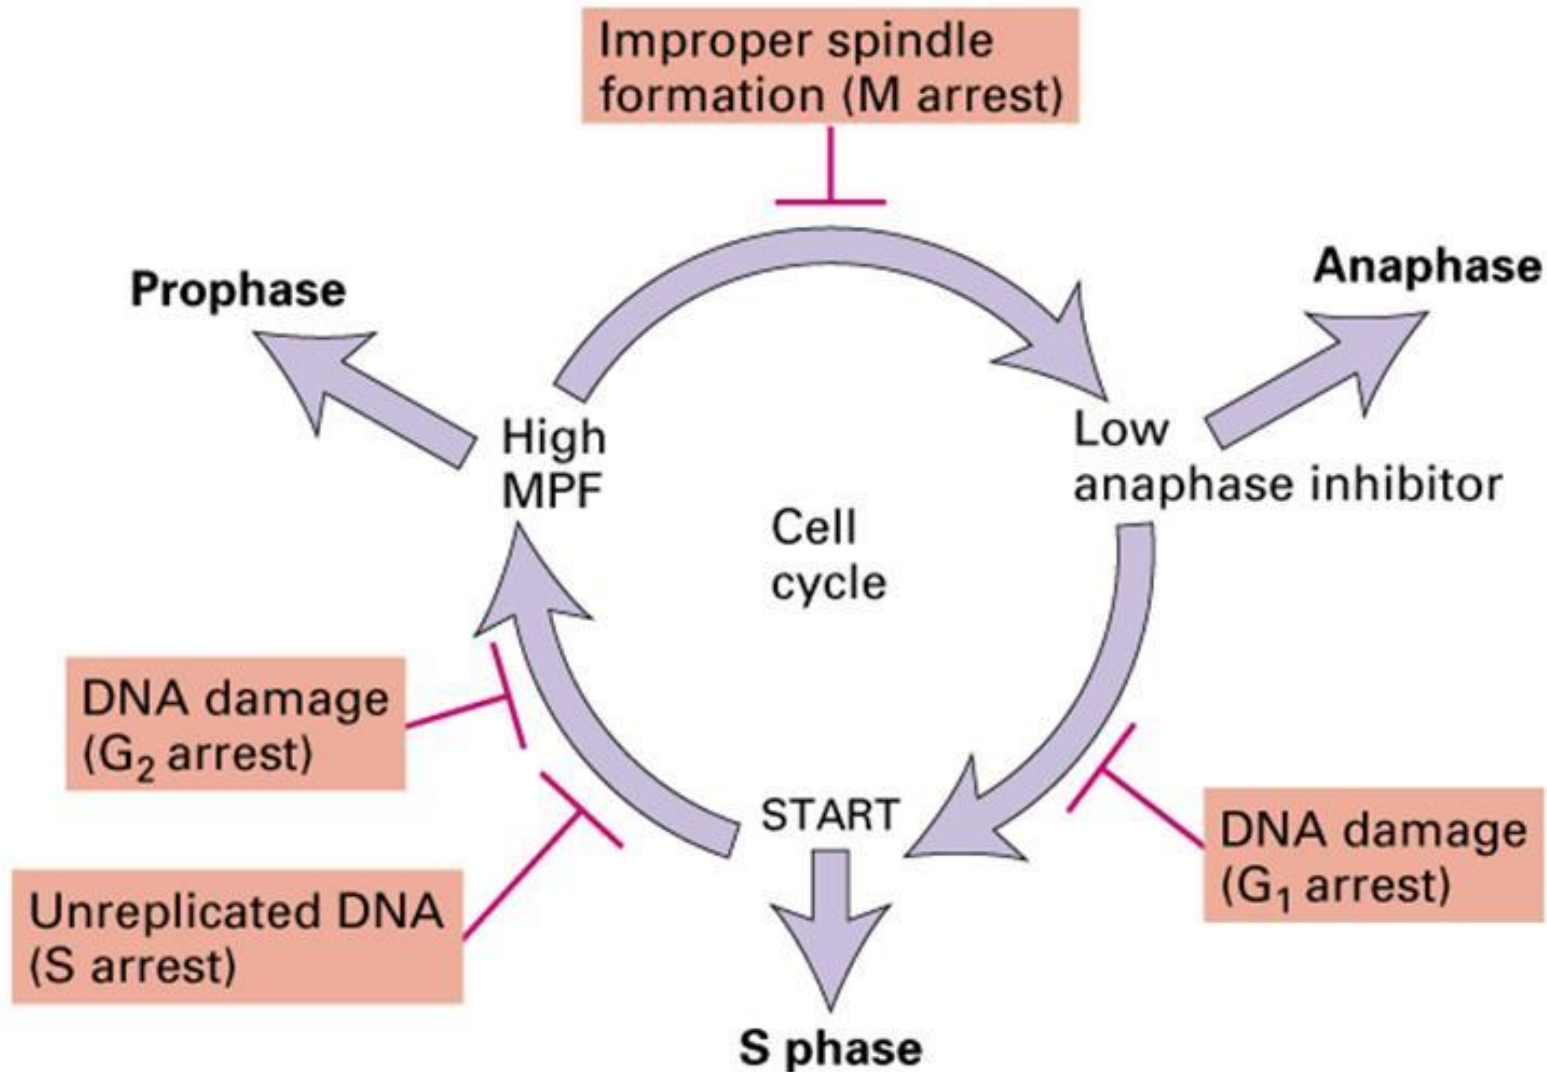 Improper spindle
formation (M arrest)
Prophase
Anaphase
High
MPF
Low
anaphase inhibitor
Cell
cycle
DNA damage
(G₂ arrest)
START
DNA damage
(G₁ arrest)
Unreplicated DNA
(S arrest)
S phase